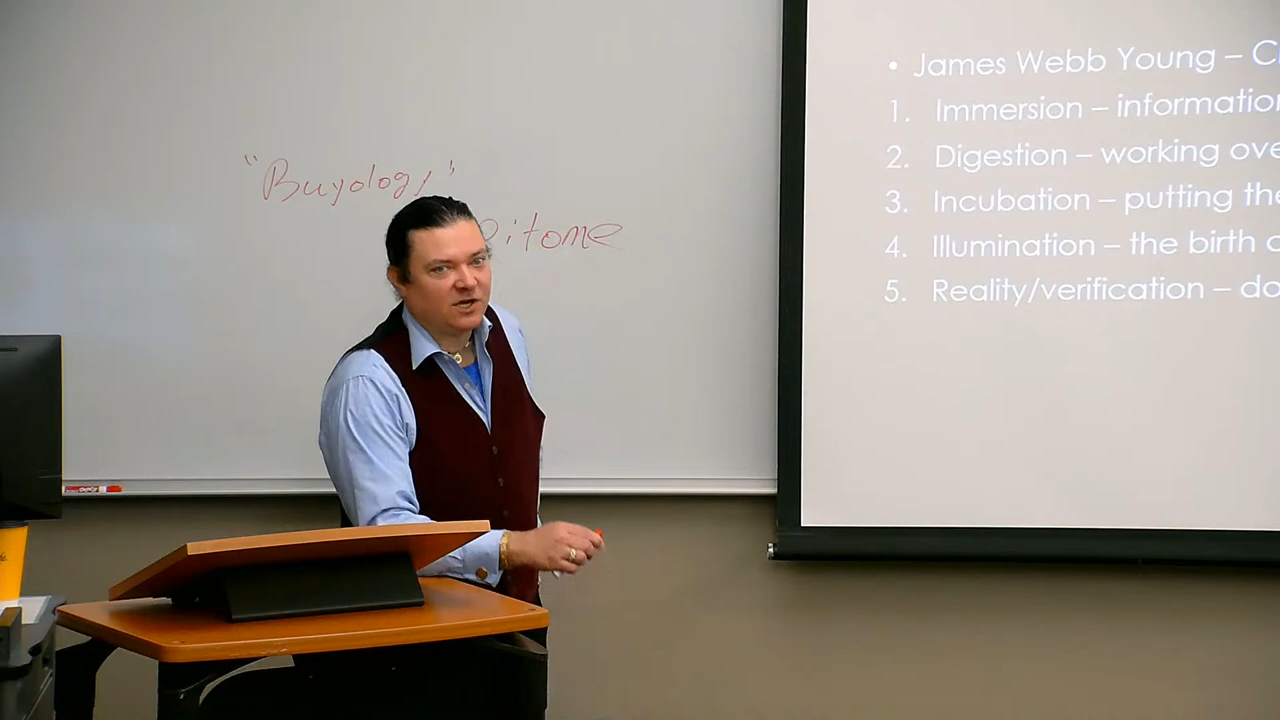 "Buyology"
• James Webb Young –
1. Immersion –
2. Digestion – working
3. Incubation – putting
4. Illumination – the birth
5. Reality/verification –